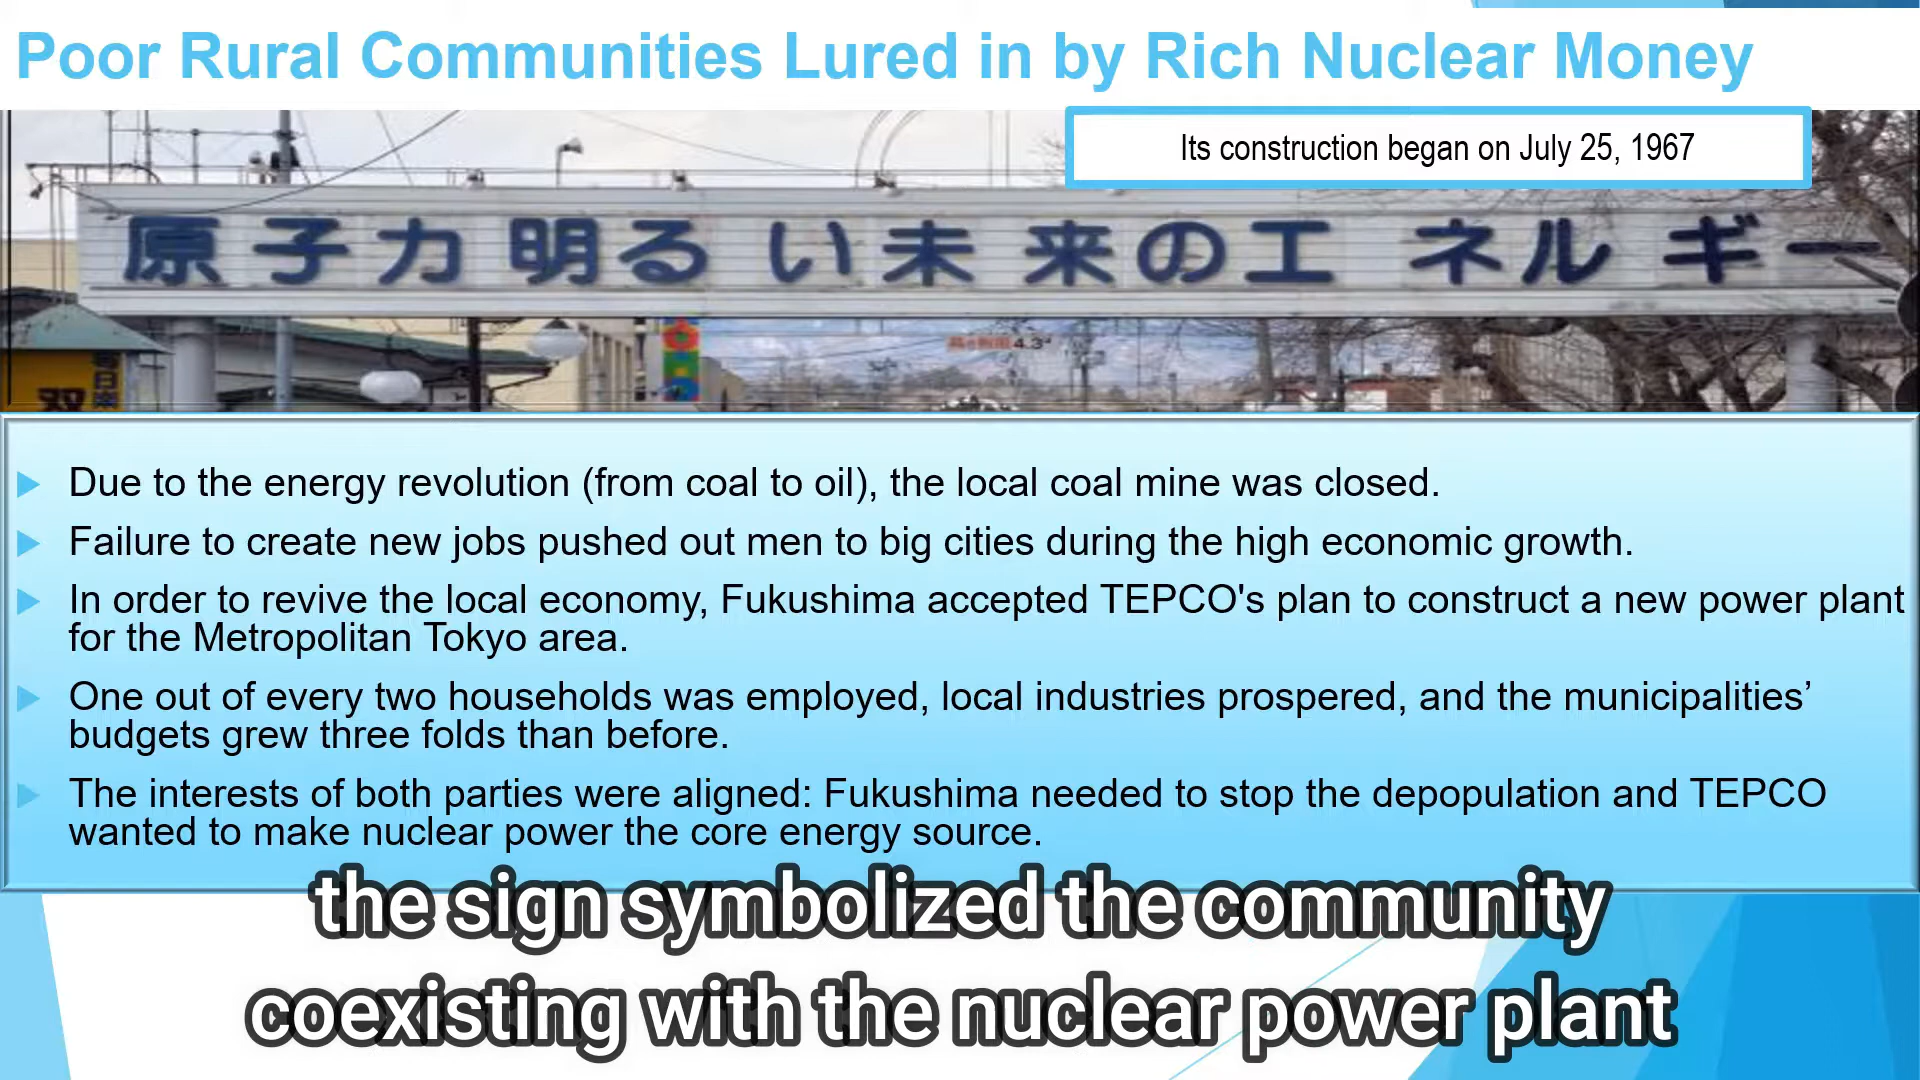 Poor Rural Communities Lured in by Rich Nuclear Money
Its construction began on July 25, 1967
原子力明るい未来のエネルギー
双
4.3
Due to the energy revolution (from coal to oil), the local coal mine was closed.
Failure to create new jobs pushed out men to big cities during the high economic growth.
In order to revive the local economy, Fukushima accepted TEPCO's plan to construct a new power plant
for the Metropolitan Tokyo area.
One out of every two households was employed, local industries prospered, and the municipalities’
budgets grew three folds than before.
The interests of both parties were aligned: Fukushima needed to stop the depopulation and TEPCO
wanted to make nuclear power the core energy source.
the sign symbolized the community
coexisting with the nuclear power plant